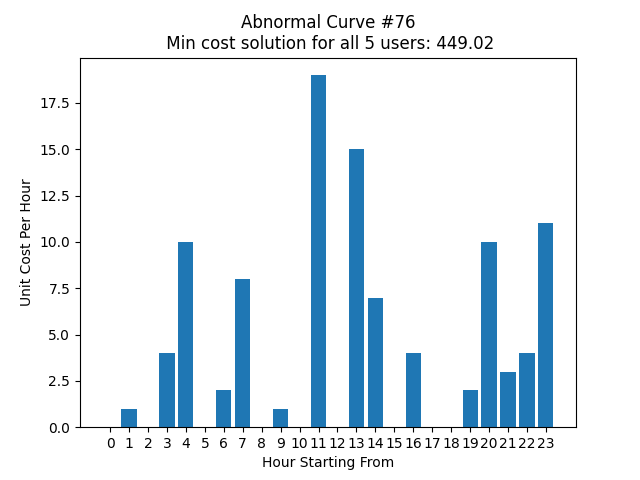 Abnormal Curve #76
Min cost solution for all 5 users: 449.02
Unit Cost Per Hour
17.5
15.0
12.5
10.0
7.5
5.0
2.5
0.0
0 1 2 3 4 5 6 7 8 9 10 11 12 13 14 15 16 17 18 19 20 21 22 23
Hour Starting From